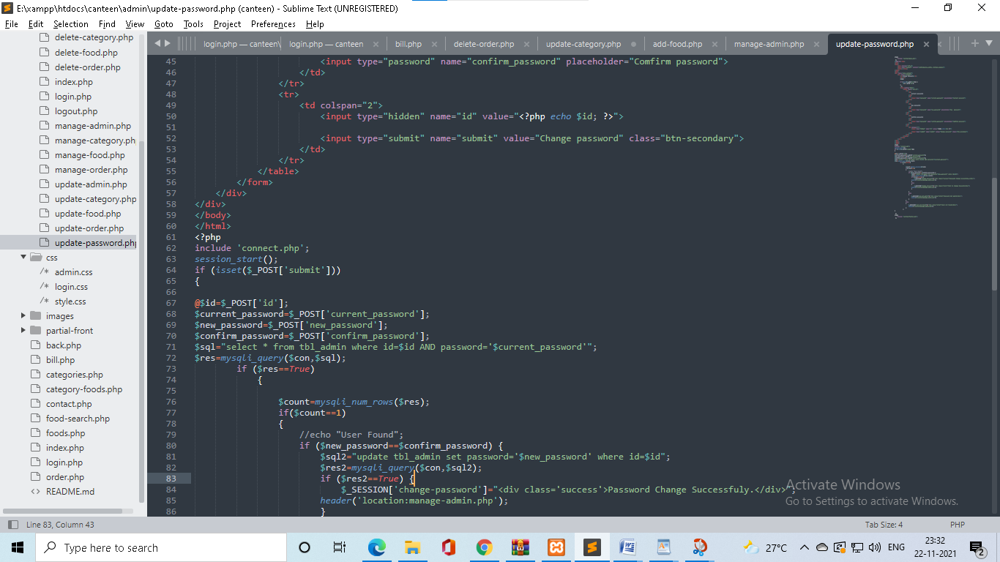 E:\xampp\htdocs\canteen\admin\update-password.php (canteen) - Sublime Text (UNREGISTERED)
File Edit Selection Find View Goto Tools Project Preferences Help
delete-category.php
delete-food.php
delete-order.php
index.php
login.php
logout.php
manage-admin.php
manage-category.ph
manage-food.php
manage-order.php
update-admin.php
update-category.php
update-food.php
update-order.php
update-password.php
css
/* admin.css
/* login.css
/* style.css
images
partial-front
back.php
bill.php
categories.php
category-foods.php
contact.php
food-search.php
foods.php
index.php
login.php
order.php
<> README.md
login.php — canteen\ login.php — canteen × bill.php × delete-order.php × update-category.php add-food.php × manage-admin.php × update-password.php ×
45 <input type="password" name="confirm_password" placeholder="Comfirm password">
46 </td>
47 </tr>
48 <tr>
49 <td colspan="2">
50 <input type="hidden" name="id" value="<?php echo $id; ?>">
51
52 <input type="submit" name="submit" value="Change password" class="btn-secondary">
53 </td>
54 </tr>
55 </table>
56 </form>
57 </div>
58 </div>
59 </body>
60 </html>
61 <?php
62 include 'connect.php';
63 session_start();
64 if (isset($_POST['submit']))
65 {
66
67 @$id=$_POST['id'];
68 $current_password=$_POST['current_password'];
69 $new_password=$_POST['new_password'];
70 $confirm_password=$_POST['confirm_password'];
71 $sql="select * from tbl_admin where id=$id AND password='$current_password'";
72 $res=mysqli_query($con,$sql);
73 if ($res==True)
74 {
75
76 $count=mysqli_num_rows($res);
77 if($count==1)
78 {
79 //echo "User Found";
80 if ($new_password==$confirm_password) {
81 $sql2="update tbl_admin set password='$new_password' where id=$id";
82 $res2=mysqli_query($con,$sql2);
83 if ($res2==True) {
84 $_SESSION['change-password']="<div class='success'>Password Change Successfuly.</div>";
85 header('location:manage-admin.php');
86 }
Activate Windows
Go to Settings to activate Windows.
Line 83, Column 43 Tab Size: 4 PHP
Type here to search
27°C ENG 23:32
22-11-2021
2